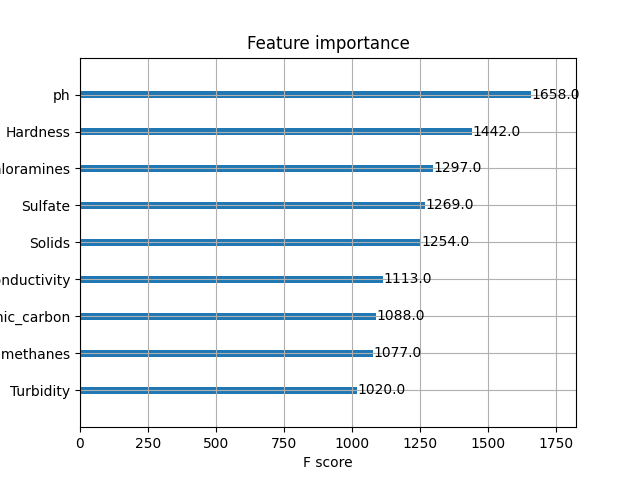 Feature importance
ph 1658.0
Hardness 1442.0
loramines 1297.0
Sulfate 1269.0
Solids 1254.0
onductivity 1113.0
nic_carbon 1088.0
methanes 1077.0
Turbidity 1020.0
0 250 500 750 1000 1250 1500 1750
F score